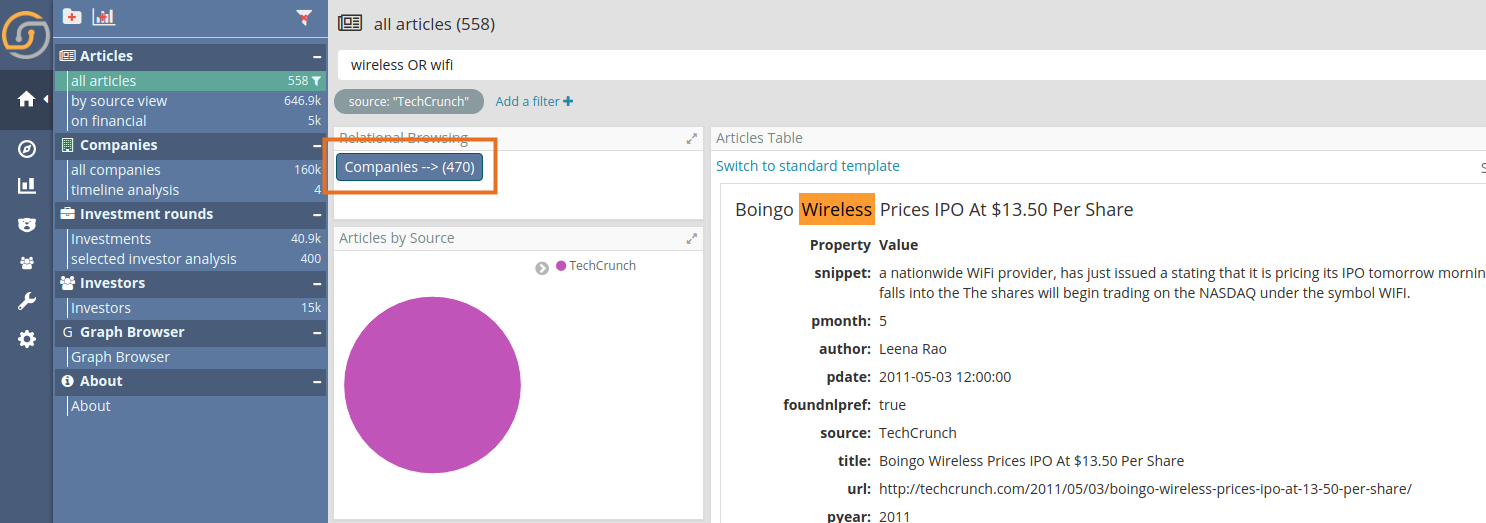 Articles
all articles 558
by source view 646.9k
on financial 5k
Companies
all companies 160k
timeline analysis 4
Investment rounds
Investments 40.9k
selected investor analysis 400
Investors
Investors 15k
G Graph Browser
Graph Browser
About
About
all articles (558)
wireless OR wifi
source: "TechCrunch" Add a filter
Relational Browsing
Companies --> (470)
Articles by Source
TechCrunch
Articles Table
Switch to standard template
S
Boingo Wireless Prices IPO At $13.50 Per Share
Property Value
snippet: a nationwide WiFi provider, has just issued a stating that it is pricing its IPO tomorrow mornin
falls into the The shares will begin trading on the NASDAQ under the symbol WIFI.
pmonth: 5
author: Leena Rao
pdate: 2011-05-03 12:00:00
foundnlpref: true
source: TechCrunch
title: Boingo Wireless Prices IPO At $13.50 Per Share
url: http://techcrunch.com/2011/05/03/boingo-wireless-prices-ipo-at-13-50-per-share/
pyear: 2011